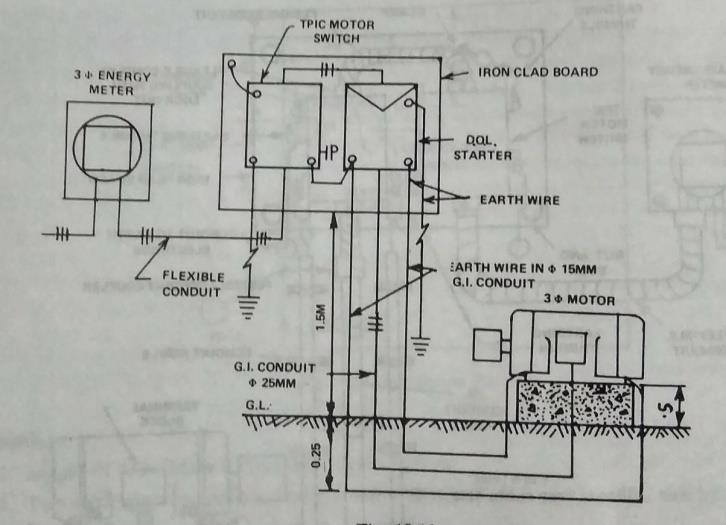 TPIC MOTOR
SWITCH
3 Φ ENERGY
METER
IRON CLAD BOARD
HP
D.O.L.
STARTER
EARTH WIRE
FLEXIBLE
CONDUIT
EARTH WIRE IN Φ 15MM
G.I. CONDUIT
3 Φ MOTOR
1.5M
G.I. CONDUIT
Φ 25MM
G.L.
.5
0.25